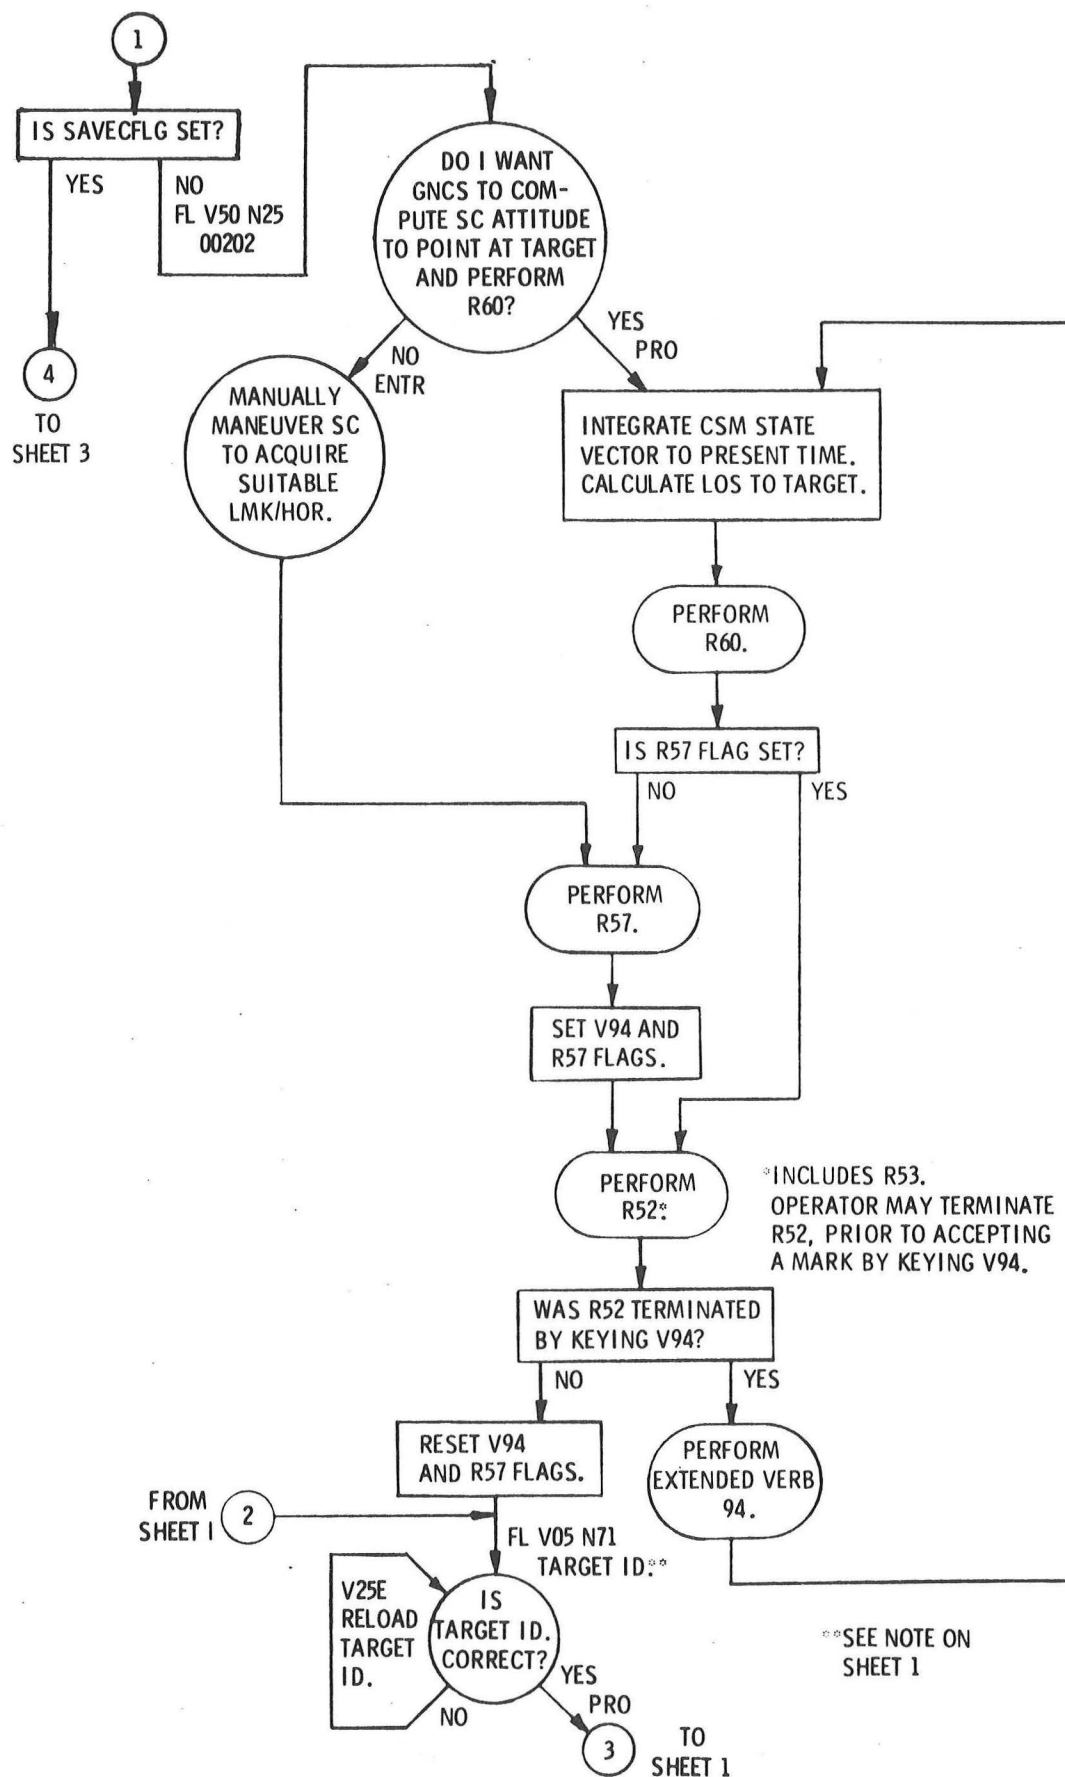 1
IS SAVECFLG SET?
YES
NO
FL V50 N25
00202
4
TO
SHEET 3
DO I WANT
GNCS TO COM-
PUTE SC ATTITUDE
TO POINT AT TARGET
AND PERFORM
R60?
NO
ENTR
YES
PRO
MANUALLY
MANEUVER SC
TO ACQUIRE
SUITABLE
LMK/HOR.
INTEGRATE CSM STATE
VECTOR TO PRESENT TIME.
CALCULATE LOS TO TARGET.
PERFORM
R60.
IS R57 FLAG SET?
NO
YES
PERFORM
R57.
SET V94 AND
R57 FLAGS.
PERFORM
R52*.
*INCLUDES R53.
OPERATOR MAY TERMINATE
R52, PRIOR TO ACCEPTING
A MARK BY KEYING V94.
WAS R52 TERMINATED
BY KEYING V94?
NO
YES
RESET V94
AND R57 FLAGS.
PERFORM
EXTENDED VERB
94.
FROM
SHEET 1
2
FL V05 N71
TARGET ID.**
V25E
RELOAD
TARGET
ID.
IS
TARGET ID.
CORRECT?
NO
YES
PRO
3
TO
SHEET 1
**SEE NOTE ON
SHEET 1